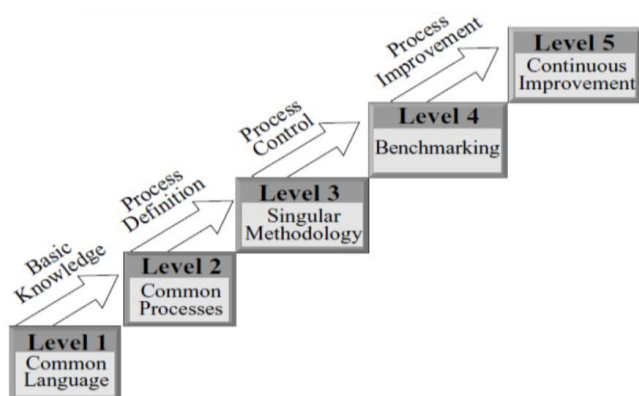 Level 5
Continuous
Improvement
Process
Improvement
Level 4
Benchmarking
Process
Control
Level 3
Singular
Methodology
Process
Definition
Level 2
Common
Processes
Basic
Knowledge
Level 1
Common
Language